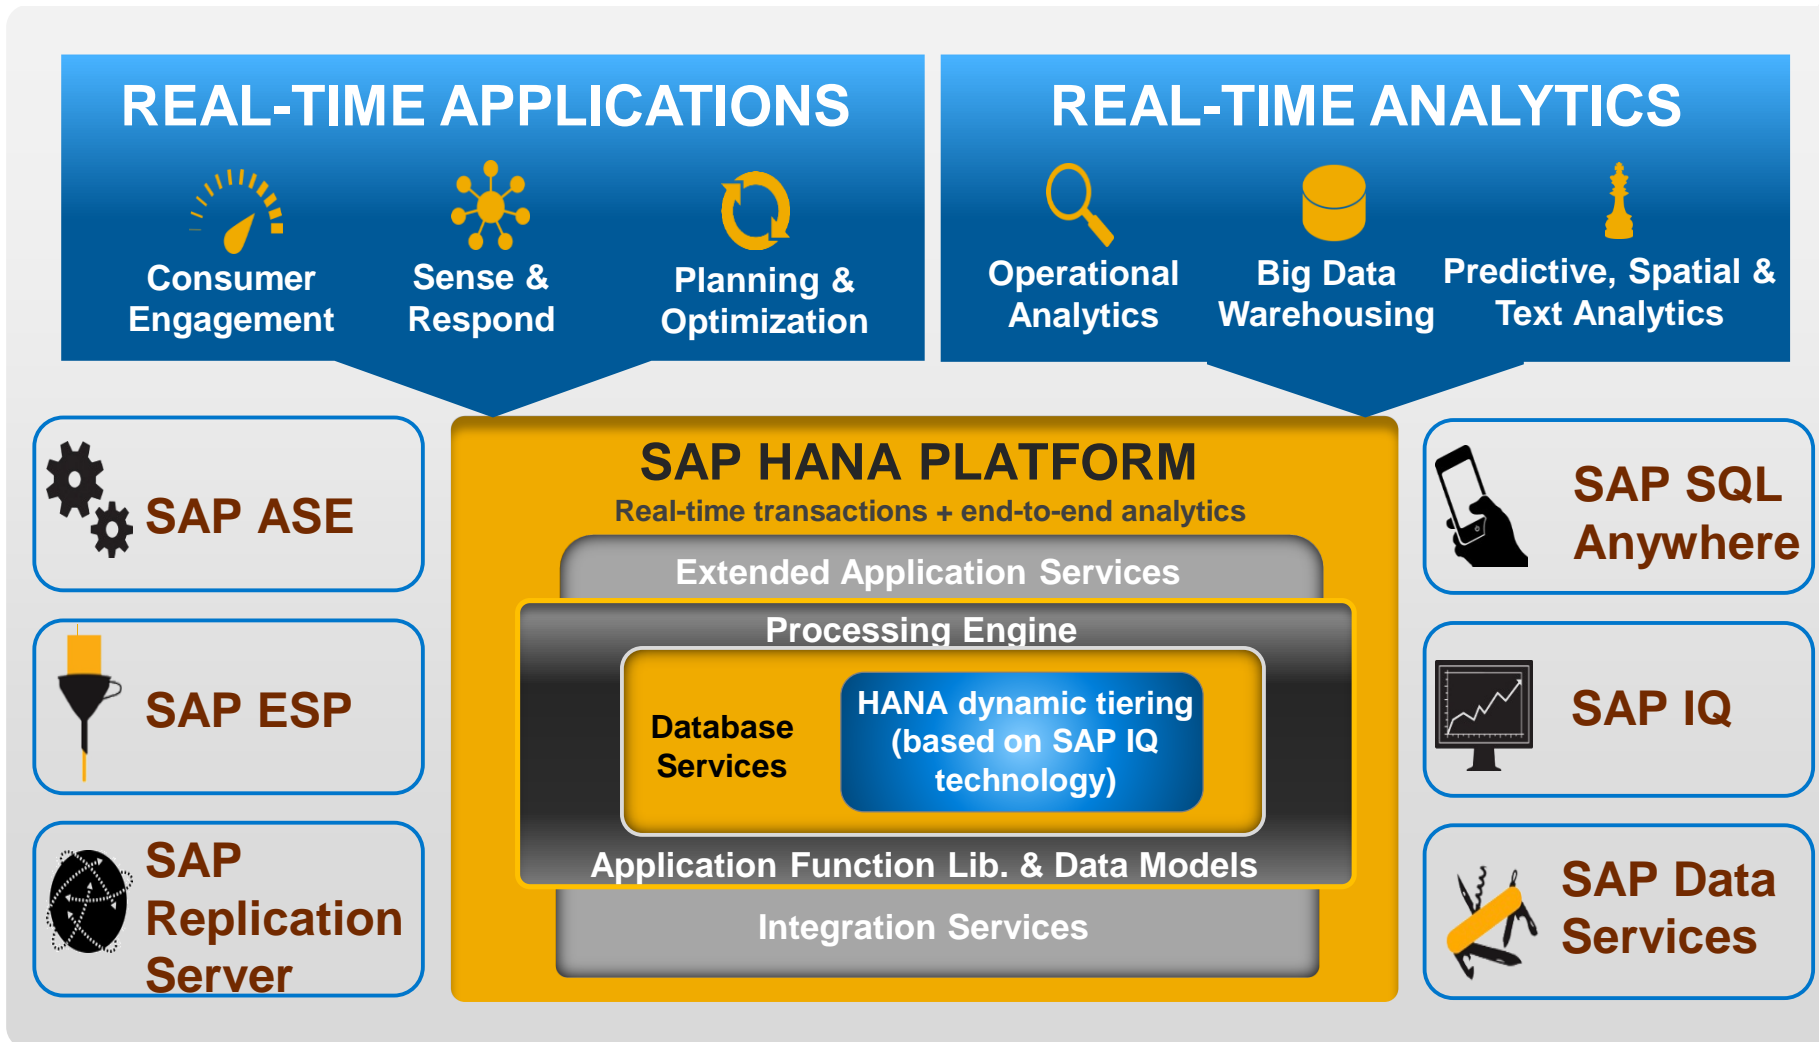 REAL-TIME APPLICATIONS
Consumer
Engagement
Sense &
Respond
Planning &
Optimization
REAL-TIME ANALYTICS
Operational
Analytics
Big Data
Warehousing
Predictive, Spatial &
Text Analytics
SAP ASE
SAP ESP
SAP
Replication
Server
SAP HANA PLATFORM
Real-time transactions + end-to-end analytics
Extended Application Services
Processing Engine
Database
Services
HANA dynamic tiering
(based on SAP IQ
technology)
Application Function Lib. & Data Models
Integration Services
SAP SQL
Anywhere
SAP IQ
SAP Data
Services